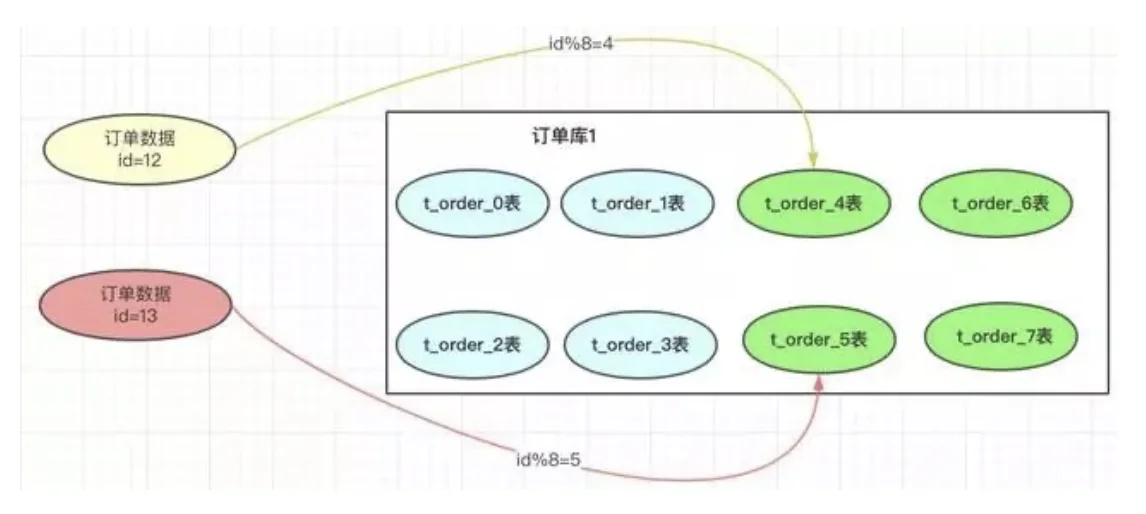 id%8=4
订单数据
id=12
订单库1
t_order_0表
t_order_1表
t_order_4表
t_order_6表
订单数据
id=13
t_order_2表
t_order_3表
t_order_5表
t_order_7表
id%8=5